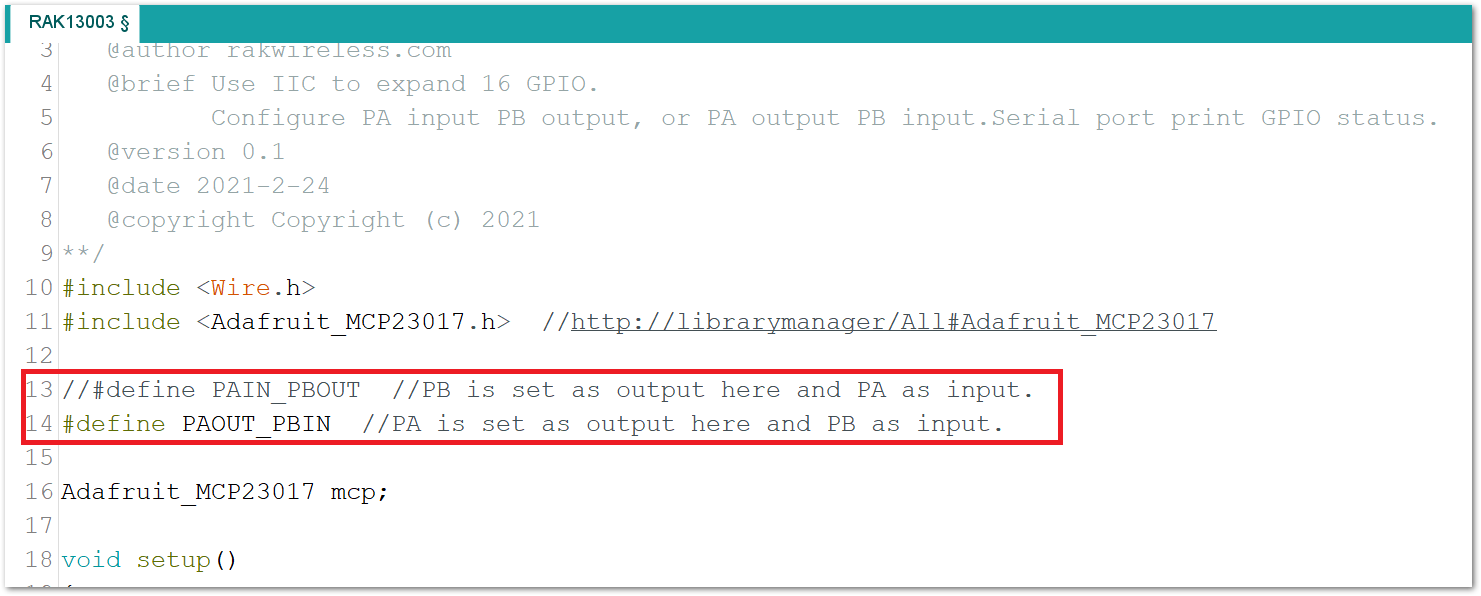 RAK13003 §
3 @author rakwireless.com
4 @brief Use IIC to expand 16 GPIO.
5 Configure PA input PB output, or PA output PB input.Serial port print GPIO status.
6 @version 0.1
7 @date 2021-2-24
8 @copyright Copyright (c) 2021
9 **/
10 #include <Wire.h>
11 #include <Adafruit_MCP23017.h>  //http://librarymanager/All#Adafruit_MCP23017
12
13 //#define PAIN_PBOUT  //PB is set as output here and PA as input.
14 #define PAOUT_PBIN  //PA is set as output here and PB as input.
15
16 Adafruit_MCP23017 mcp;
17
18 void setup()